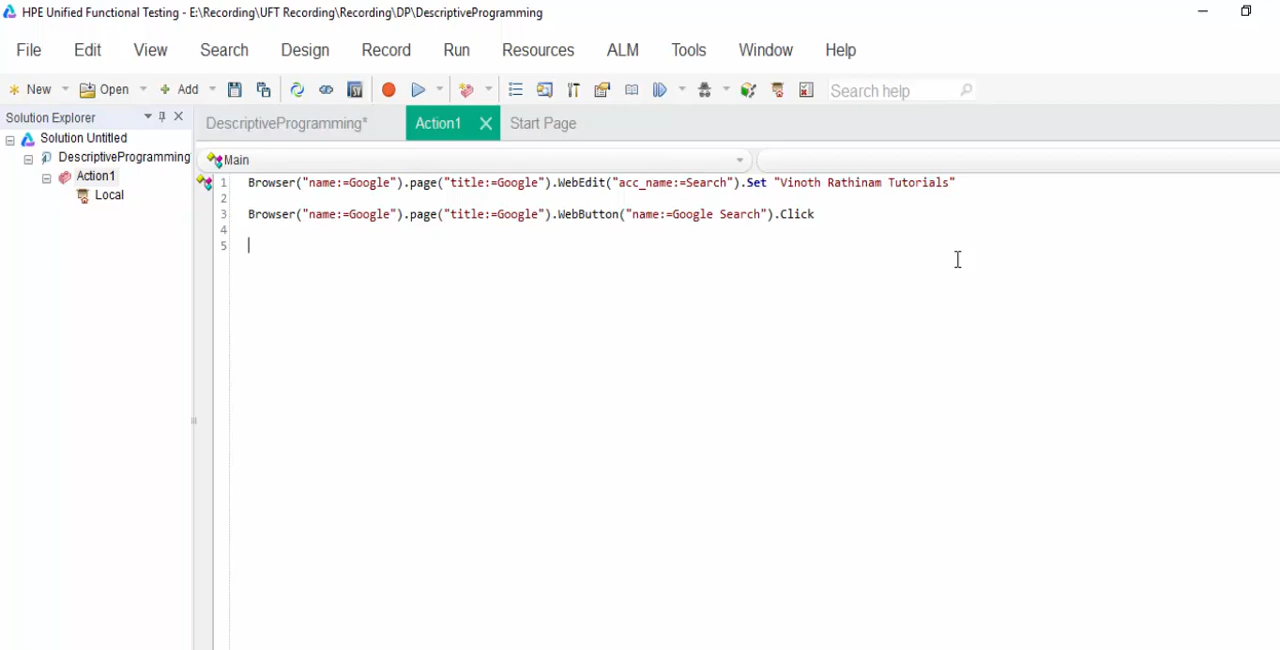 HPE Unified Functional Testing - E:\Recording\UFT Recording\Recording\DP\DescriptiveProgramming
File Edit View Search Design Record Run Resources ALM Tools Window Help
New Open Add Search help
Solution Explorer
DescriptiveProgramming* Action1 Start Page
Solution Untitled
DescriptiveProgramming
Action1
Local
Main
1 Browser("name:=Google").page("title:=Google").WebEdit("acc_name:=Search").Set "Vinoth Rathinam Tutorials"
2
3 Browser("name:=Google").page("title:=Google").WebButton("name:=Google Search").Click
4
5